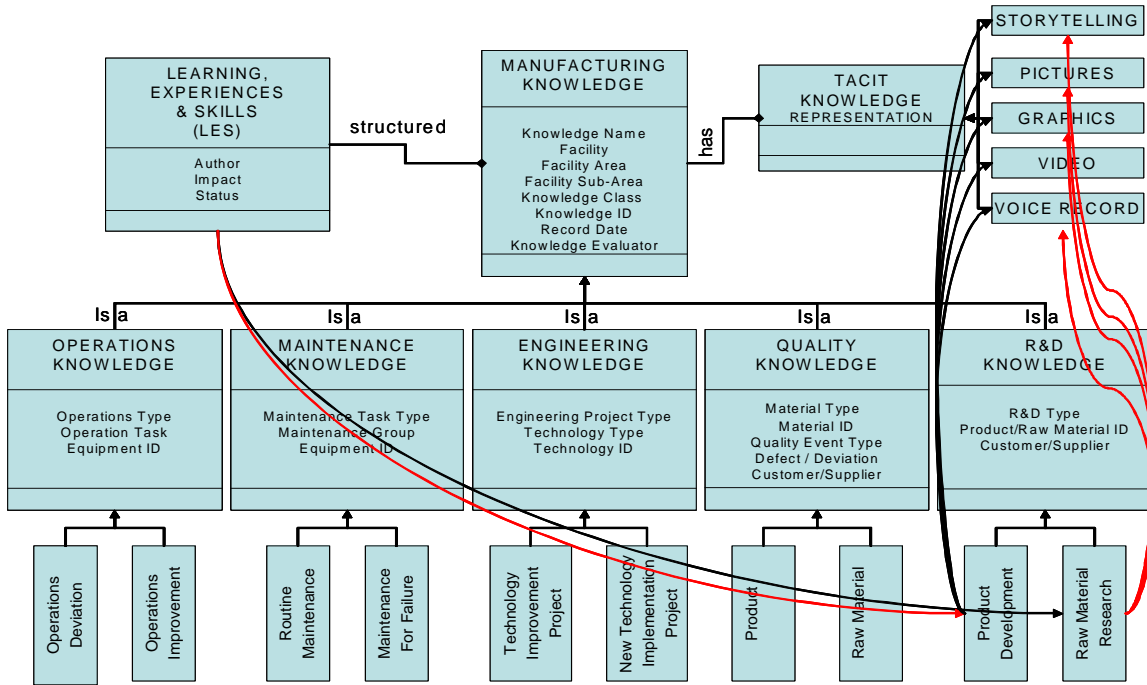 LEARNING,
EXPERIENCES
& SKILLS
(LES)
Author
Impact
Status
structured
MANUFACTURING
KNOWLEDGE
Knowledge Name
Facility
Facility Area
Facility Sub-Area
Knowledge Class
Knowledge ID
Record Date
Knowledge Evaluator
has
TACIT
KNOWLEDGE
REPRESENTATION
STORYTELLING
PICTURES
GRAPHICS
VIDEO
VOICE RECORD
Is a
Is a
Is a
Is a
Is a
OPERATIONS
KNOWLEDGE
Operations Type
Operation Task
Equipment ID
MAINTENANCE
KNOWLEDGE
Maintenance Task Type
Maintenance Group
Equipment ID
ENGINEERING
KNOWLEDGE
Engineering Project Type
Technology Type
Technology ID
QUALITY
KNOWLEDGE
Material Type
Material ID
Quality Event Type
Defect / Deviation
Customer/Supplier
R&D
KNOWLEDGE
R&D Type
Product/Raw Material ID
Customer/Supplier
Operations
Deviation
Operations
Improvement
Routine
Maintenance
Maintenance
For Failure
Technology
Improvement
Project
New Technology
Implementation
Project
Product
Raw Material
Product
Development
Raw Material
Research